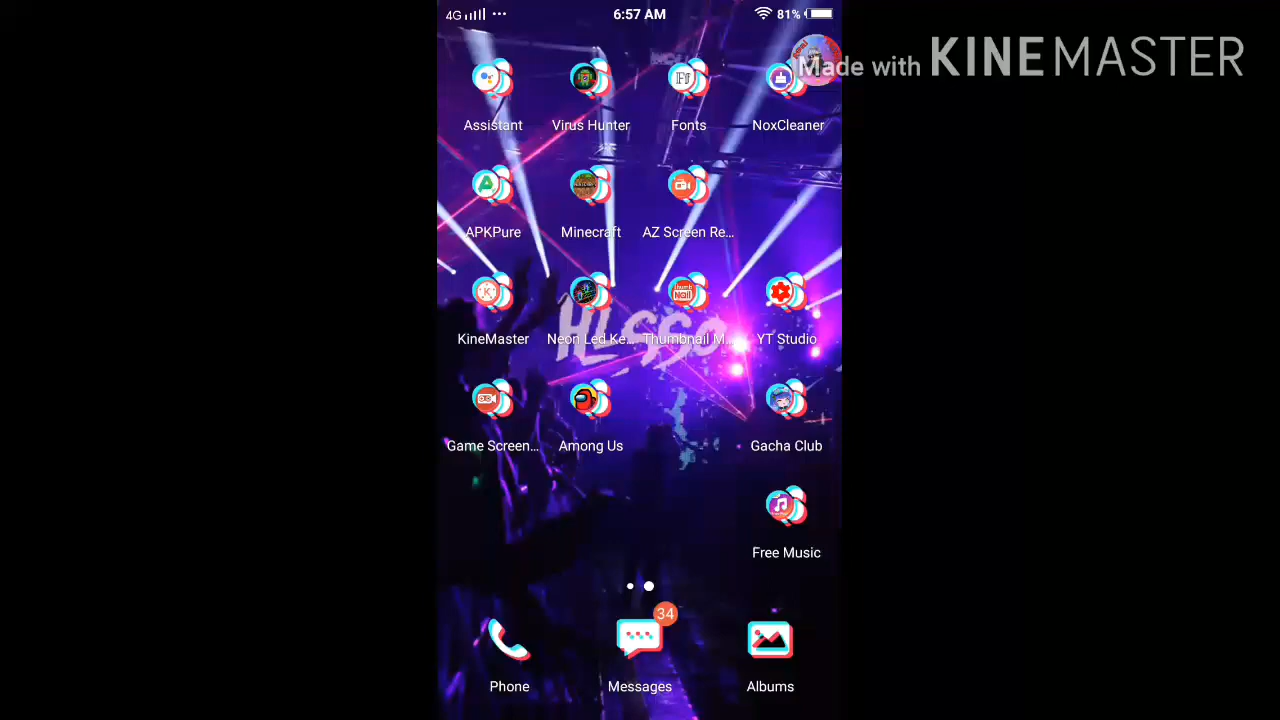 4G 6:57 AM 81%
Made with KINEMASTER
Assistant Virus Hunter Fonts NoxCleaner
APKPure Minecraft AZ Screen Re...
KineMaster Neon Led Ke... Thumbnail M... YT Studio
Game Screen... Among Us Gacha Club
Free Music
34
Phone Messages Albums